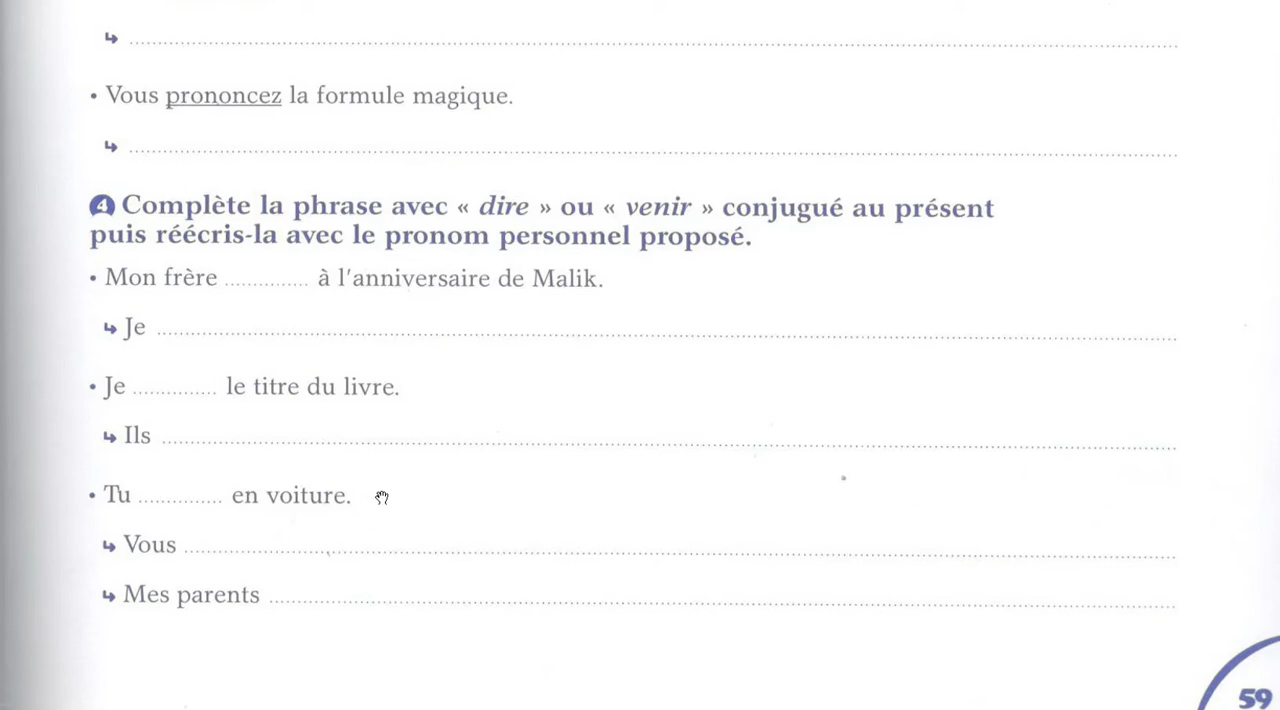 ↳ ..........
• Vous prononcez la formule magique.
↳ ..........
4 Complète la phrase avec « dire » ou « venir » conjugué au présent
puis réécris-la avec le pronom personnel proposé.
• Mon frère .......... à l'anniversaire de Malik.
↳ Je ..........
• Je .......... le titre du livre.
↳ Ils ..........
• Tu .......... en voiture.
↳ Vous ..........
↳ Mes parents ..........
59